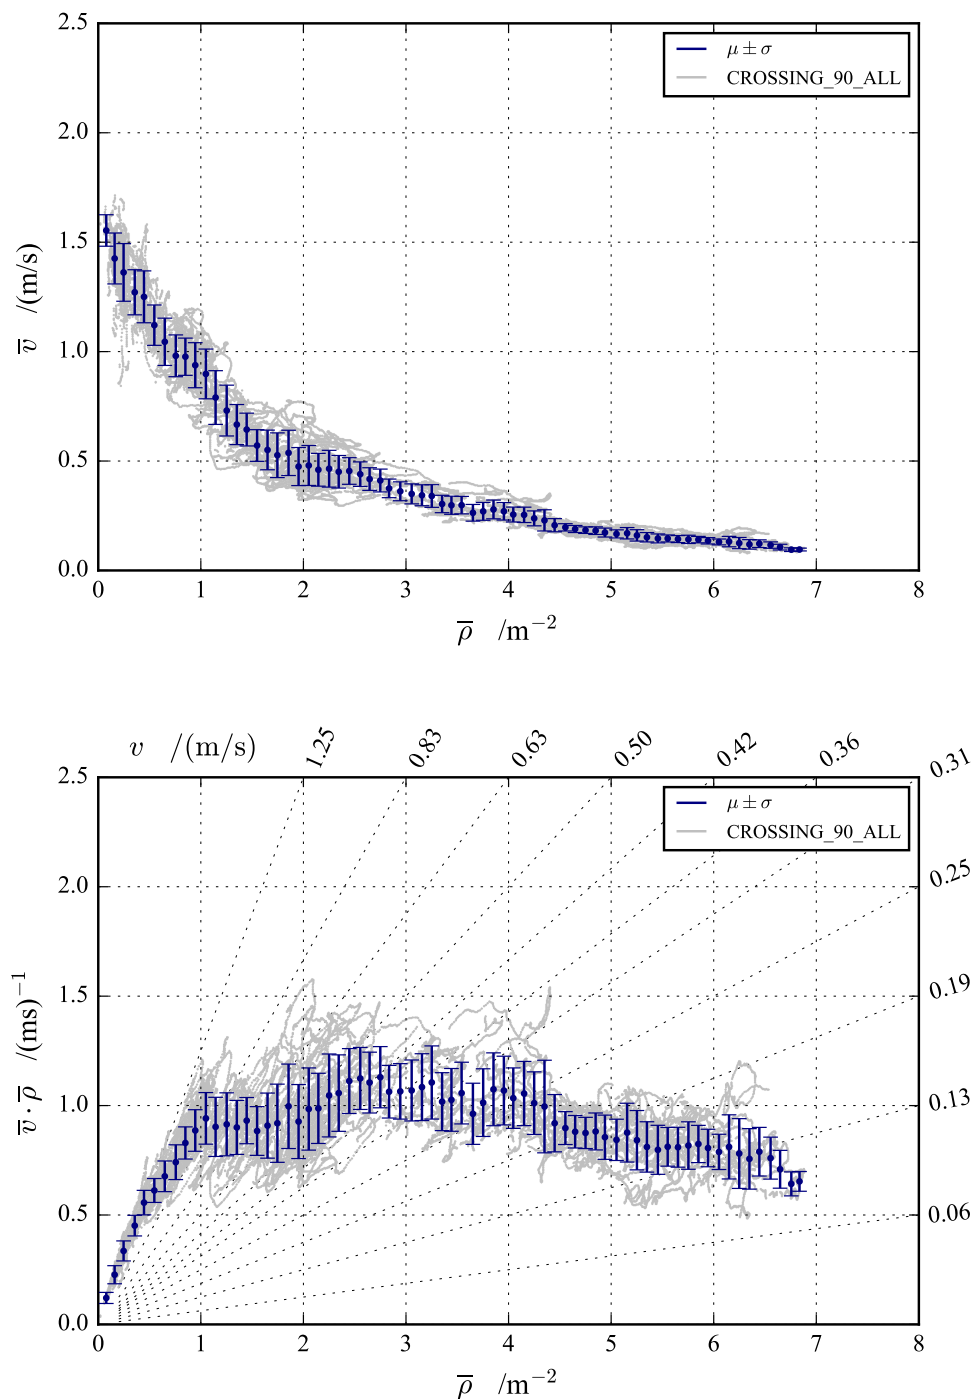 2.5
μ ± σ
CROSSING_90_ALL
2.0
1.5
v̅ /(m/s)
1.0
0.5
0.0
0 1 2 3 4 5 6 7 8
ρ̅ /m⁻²
v /(m/s) 1.25 0.83 0.63 0.50 0.42 0.36 0.31
2.5
μ ± σ
CROSSING_90_ALL
2.0 0.25
1.5 0.19
v̅ · ρ̅ /(ms)⁻¹
1.0 0.13
0.5 0.06
0.0
0 1 2 3 4 5 6 7 8
ρ̅ /m⁻²